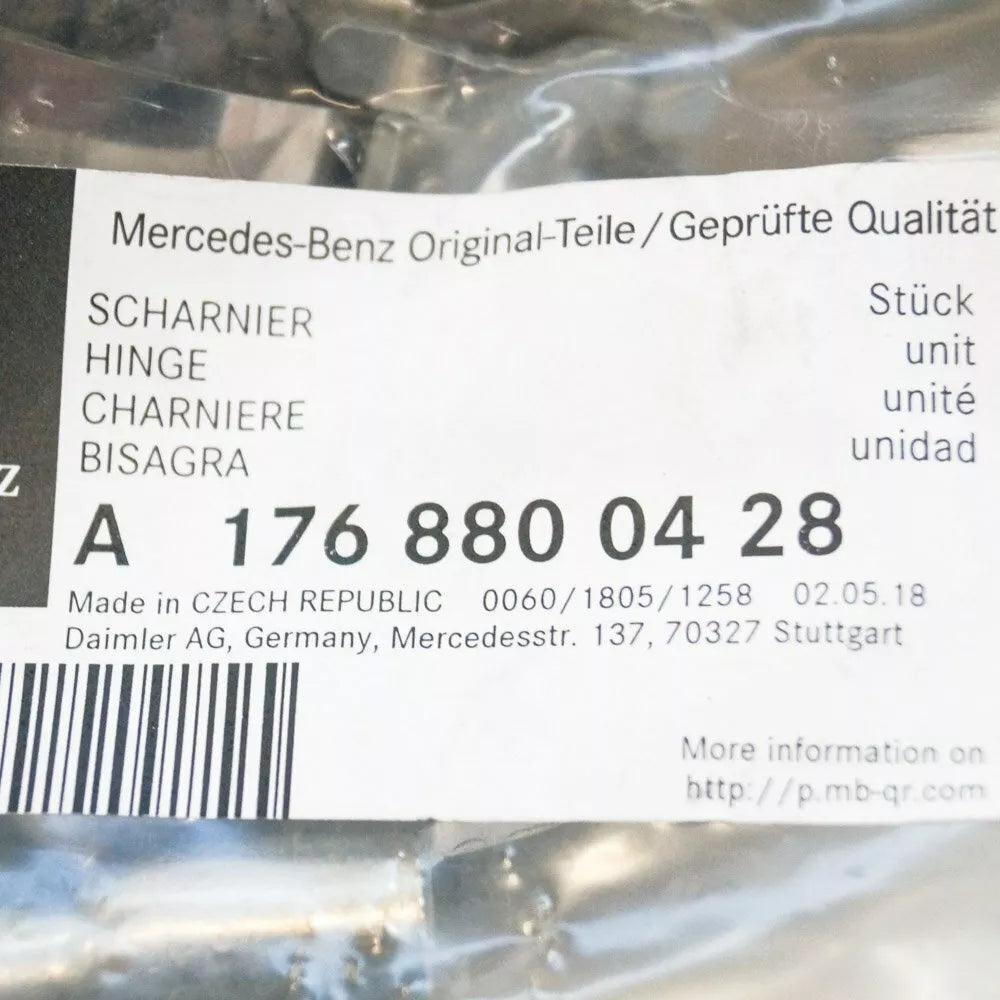 Mercedes-Benz Original-Teile/Geprüfte Qualität
SCHARNIER Stück
HINGE unit
CHARNIERE unité
BISAGRA unidad
z
A 176 880 04 28
Made in CZECH REPUBLIC 0060/1805/1258 02.05.18
Daimler AG, Germany, Mercedesstr. 137, 70327 Stuttgart
More information on
http://p.mb-qr.com